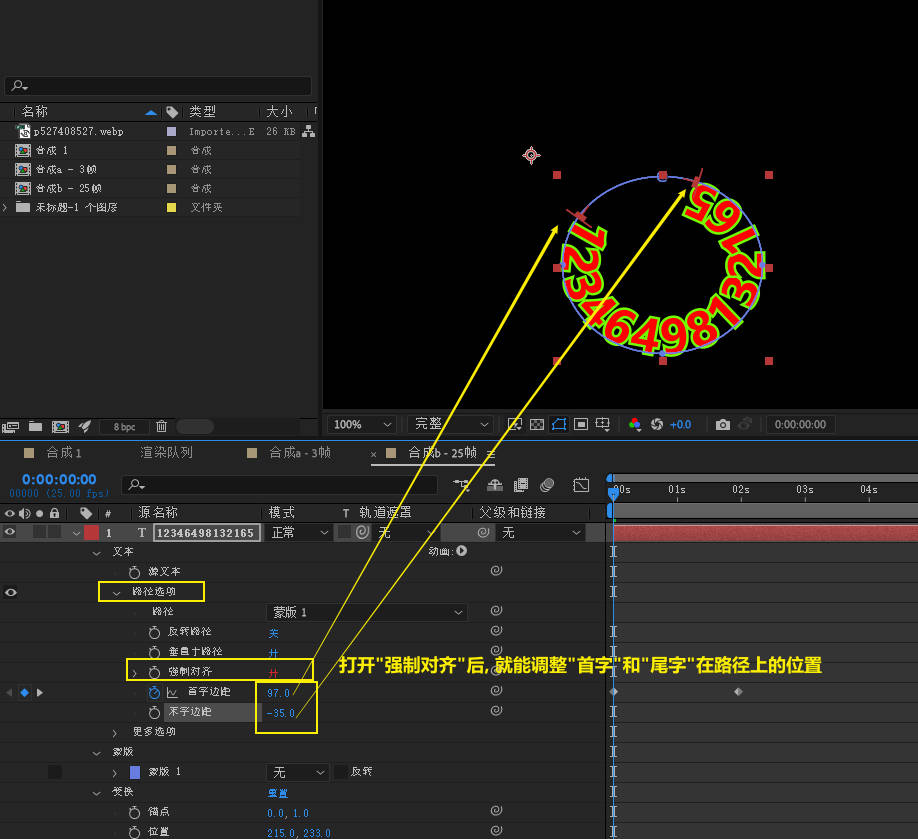 名称 类型 大小
p527408527.webp Importe... E 26 KB
合成 1 合成
合成a - 3帧 合成
合成b - 25帧 合成
未标题-1 个图层 文件夹
12346498132165
8 bpc
100% 完整 +0.0 0:00:00:00
合成1 渲染队列 合成a - 3帧 × 合成b - 25帧
0:00:00:00
00000 (25.00 fps)
:00s 01s 02s 03s 04s
# 源名称 模式 T 轨道遮罩 父级和链接
1 T 12346498132165 正常 无 无
文本 动画:
源文本
路径选项
路径 蒙版 1
反转路径 关
垂直于路径 开
强制对齐 开
打开"强制对齐"后, 就能调整"首字"和"尾字"在路径上的位置
首字边距 97.0
末字边距 -35.0
更多选项
蒙版
蒙版 1 无 反转
变换 重置
锚点 0.0, 1.0
位置 215.0, 233.0